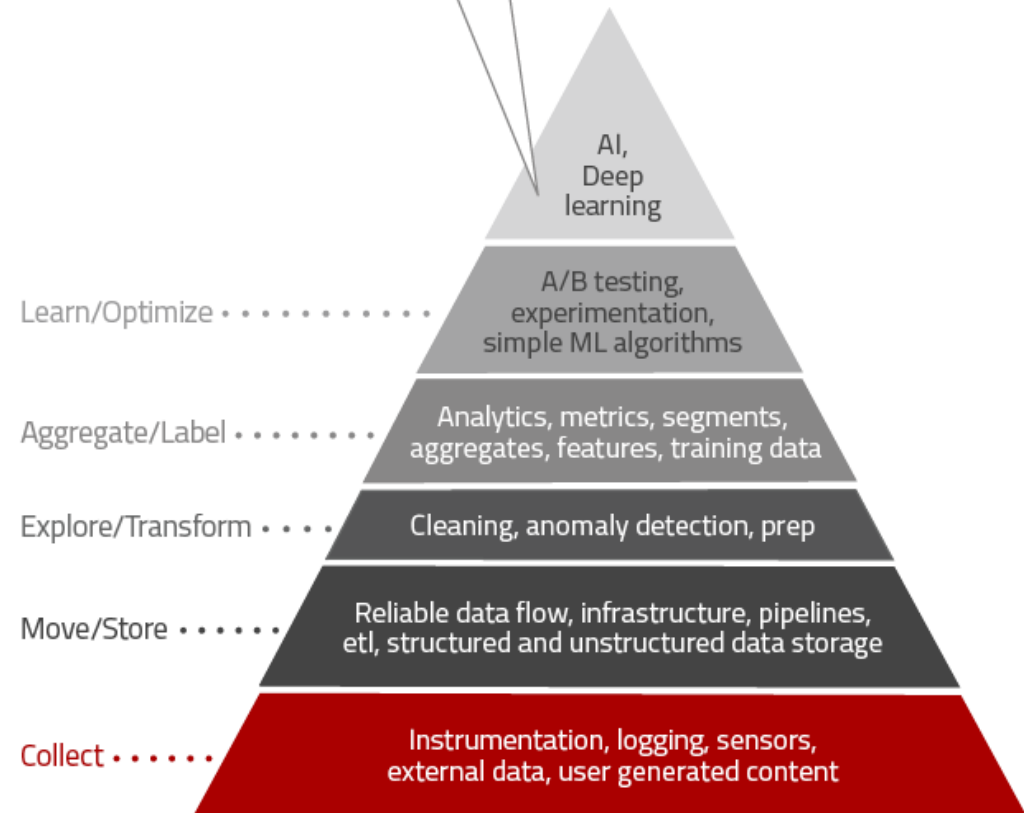 AI,
Deep
learning
Learn/Optimize
A/B testing,
experimentation,
simple ML algorithms
Aggregate/Label
Analytics, metrics, segments,
aggregates, features, training data
Explore/Transform
Cleaning, anomaly detection, prep
Move/Store
Reliable data flow, infrastructure, pipelines,
etl, structured and unstructured data storage
Collect
Instrumentation, logging, sensors,
external data, user generated content